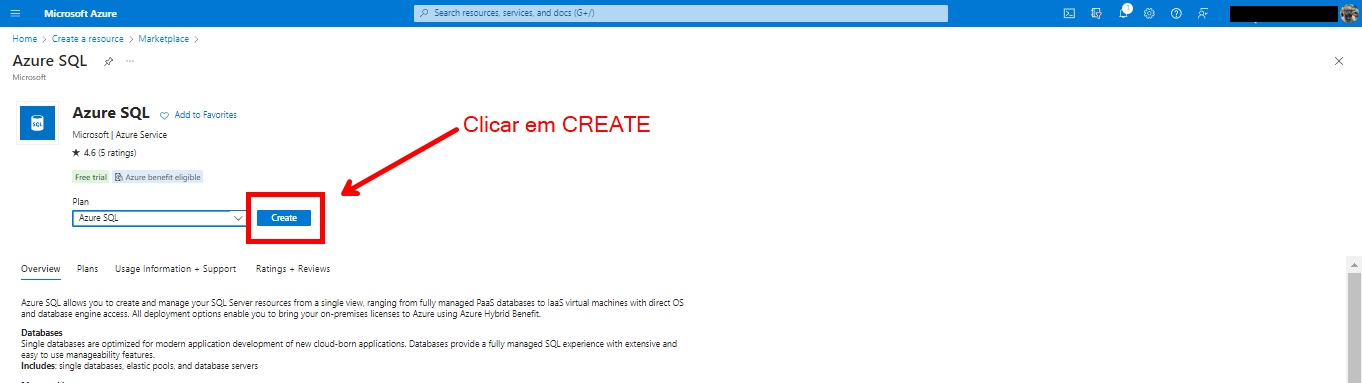 Microsoft Azure
Search resources, services, and docs (G+/)
1
Home > Create a resource > Marketplace >
Azure SQL
...
Microsoft
SQL
Azure SQL
Add to Favorites
Microsoft | Azure Service
★ 4.6 (5 ratings)
Free trial
Azure benefit eligible
Plan
Azure SQL
Create
Clicar em CREATE
Overview
Plans
Usage Information + Support
Ratings + Reviews
Azure SQL allows you to create and manage your SQL Server resources from a single view, ranging from fully managed PaaS databases to IaaS virtual machines with direct OS
and database engine access. All deployment options enable you to bring your on-premises licenses to Azure using Azure Hybrid Benefit.
Databases
Single databases are optimized for modern application development of new cloud-born applications. Databases provide a fully managed SQL experience with extensive and
easy to use manageability features.
Includes: single databases, elastic pools, and database servers